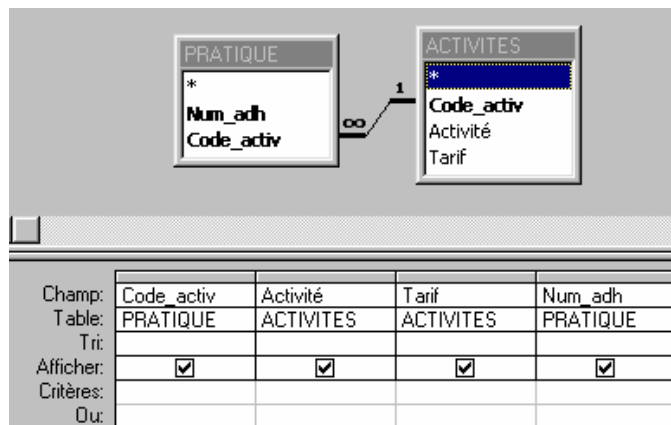 PRATIQUE
*
Num_adh
Code_activ
∞
1
ACTIVITES
*
Code_activ
Activité
Tarif
Champ: Code_activ Activité Tarif Num_adh
Table: PRATIQUE ACTIVITES ACTIVITES PRATIQUE
Tri:
Afficher:
Critères:
Ou: